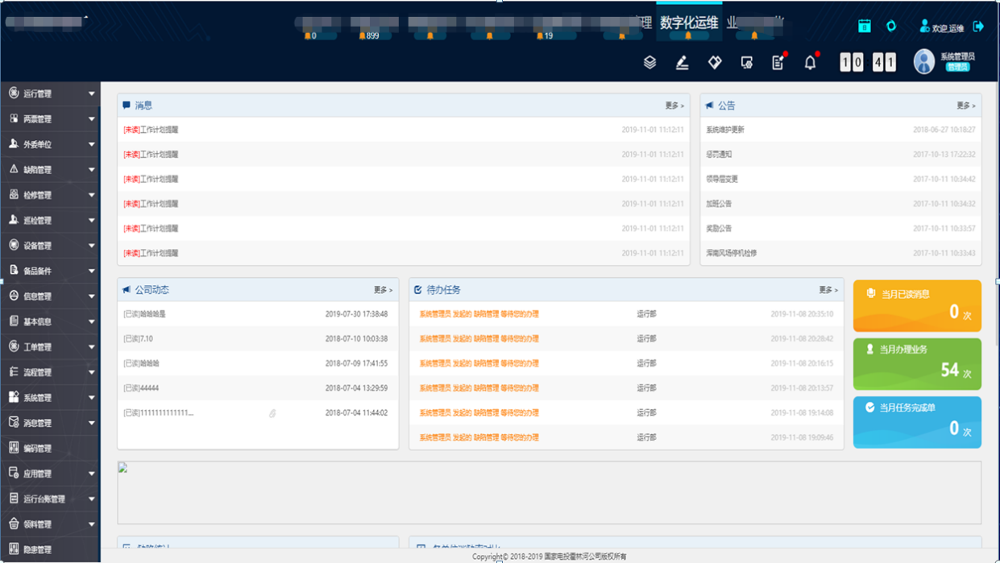 理 数字化运维 业
0 899 19
欢迎,运维
10 41
系统管理员
管理员
运行管理
两票管理
外委单位
缺陷管理
检修管理
巡检管理
设备管理
备品备件
信息管理
基本信息
工单管理
流程管理
系统管理
消息管理
编码管理
应用管理
运行台账管理
领料管理
隐患管理
消息 更多 >
[未读]工作计划提醒 2019-11-01 11:12:11
[未读]工作计划提醒 2019-11-01 11:12:11
[未读]工作计划提醒 2019-11-01 11:12:11
[未读]工作计划提醒 2019-11-01 11:12:11
[未读]工作计划提醒 2019-11-01 11:12:11
[未读]工作计划提醒 2019-11-01 11:12:11
公告 更多 >
系统维护更新 2018-06-27 10:18:27
惩罚通知 2017-10-13 17:22:32
领导层变更 2017-10-11 10:34:42
加班公告 2017-10-11 10:34:32
奖励公告 2017-10-11 10:33:57
浑南风场停机检修 2017-10-11 10:33:43
公司动态 更多 >
[已读]哈哈哈是 2019-07-30 17:38:48
[已读]7.10 2018-07-10 10:03:38
[已读]哈哈哈 2018-07-09 17:41:55
[已读]44444 2018-07-04 13:29:59
[已读]1111111111111... 2018-07-04 11:44:02
待办任务 更多 >
系统管理员 发起的 缺陷管理 等待您的办理 运行部 2019-11-08 20:35:10
系统管理员 发起的 缺陷管理 等待您的办理 运行部 2019-11-08 20:28:42
系统管理员 发起的 缺陷管理 等待您的办理 运行部 2019-11-08 20:16:15
系统管理员 发起的 缺陷管理 等待您的办理 运行部 2019-11-08 20:13:57
系统管理员 发起的 缺陷管理 等待您的办理 运行部 2019-11-08 19:14:08
系统管理员 发起的 缺陷管理 等待您的办理 运行部 2019-11-08 19:09:46
当月已读消息
0 次
当月办理业务
54 次
当月任务完成单
0 次
Copyright© 2018-2019 国家电投霍林河公司版权所有